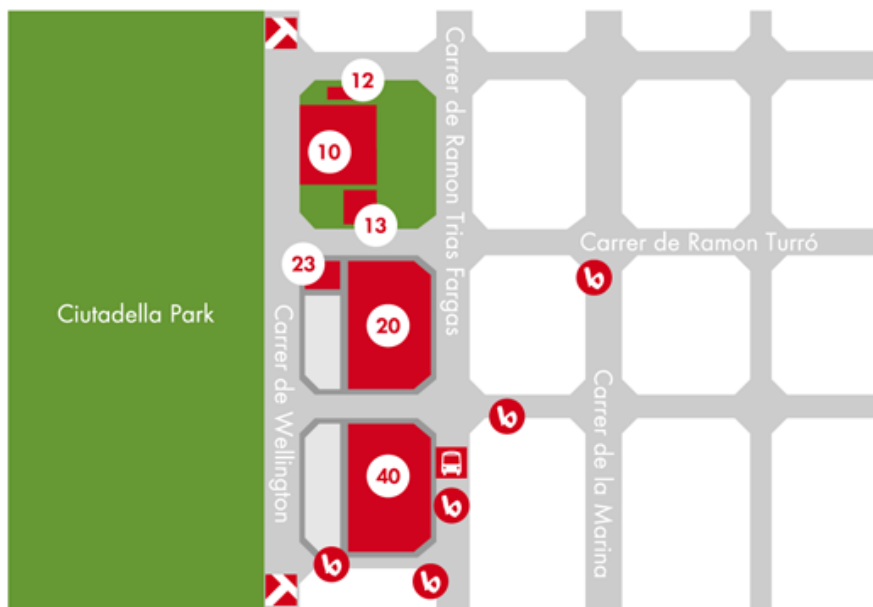 12
Carrer de Ramon Trias Fargas
10
13
Carrer de Ramon Turró
23
b
Ciutadella Park
20
Carrer de Wellington
Carrer de la Marina
b
40
b
b
b